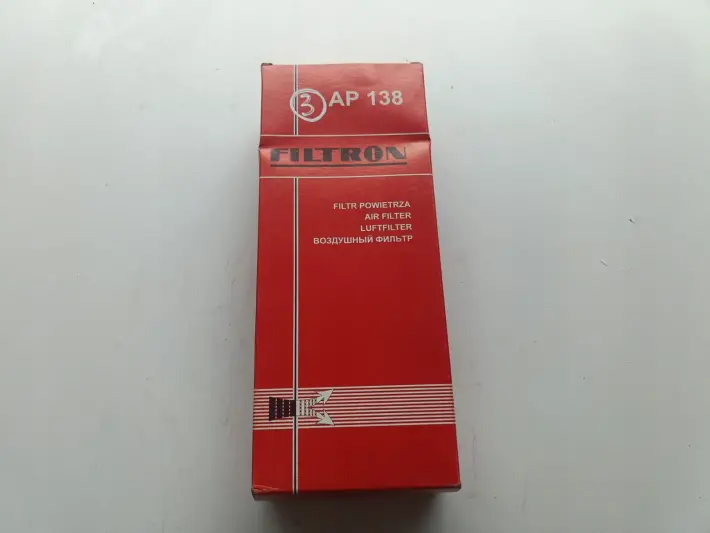 3 AP 138
FILTRON
FILTR POWIETRZA
AIR FILTER
LUFTFILTER
ВОЗДУШНЫЙ ФИЛЬТР